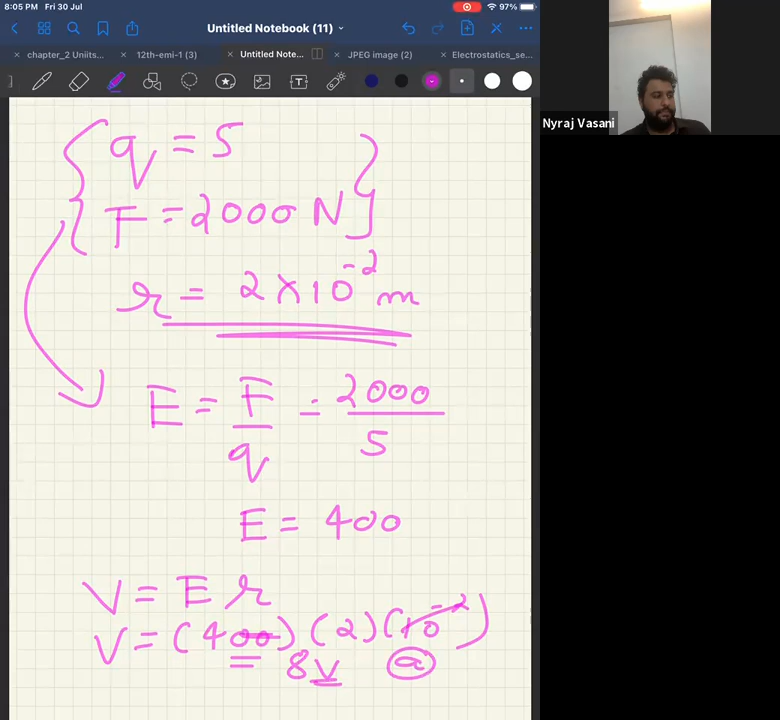 8:05 PM Fri 30 Jul
97%
Untitled Notebook (11)
chapter_2 Uniits...
12th-emi-1 (3)
Untitled Note...
JPEG image (2)
Electrostatics_se...
Nyraj Vasani
q = 5
F = 2000 N
r = 2 × 10⁻² m
E = F/q = 2000/5
E = 400
V = E r
V = (400) (2) (10⁻²)
8 V (a)